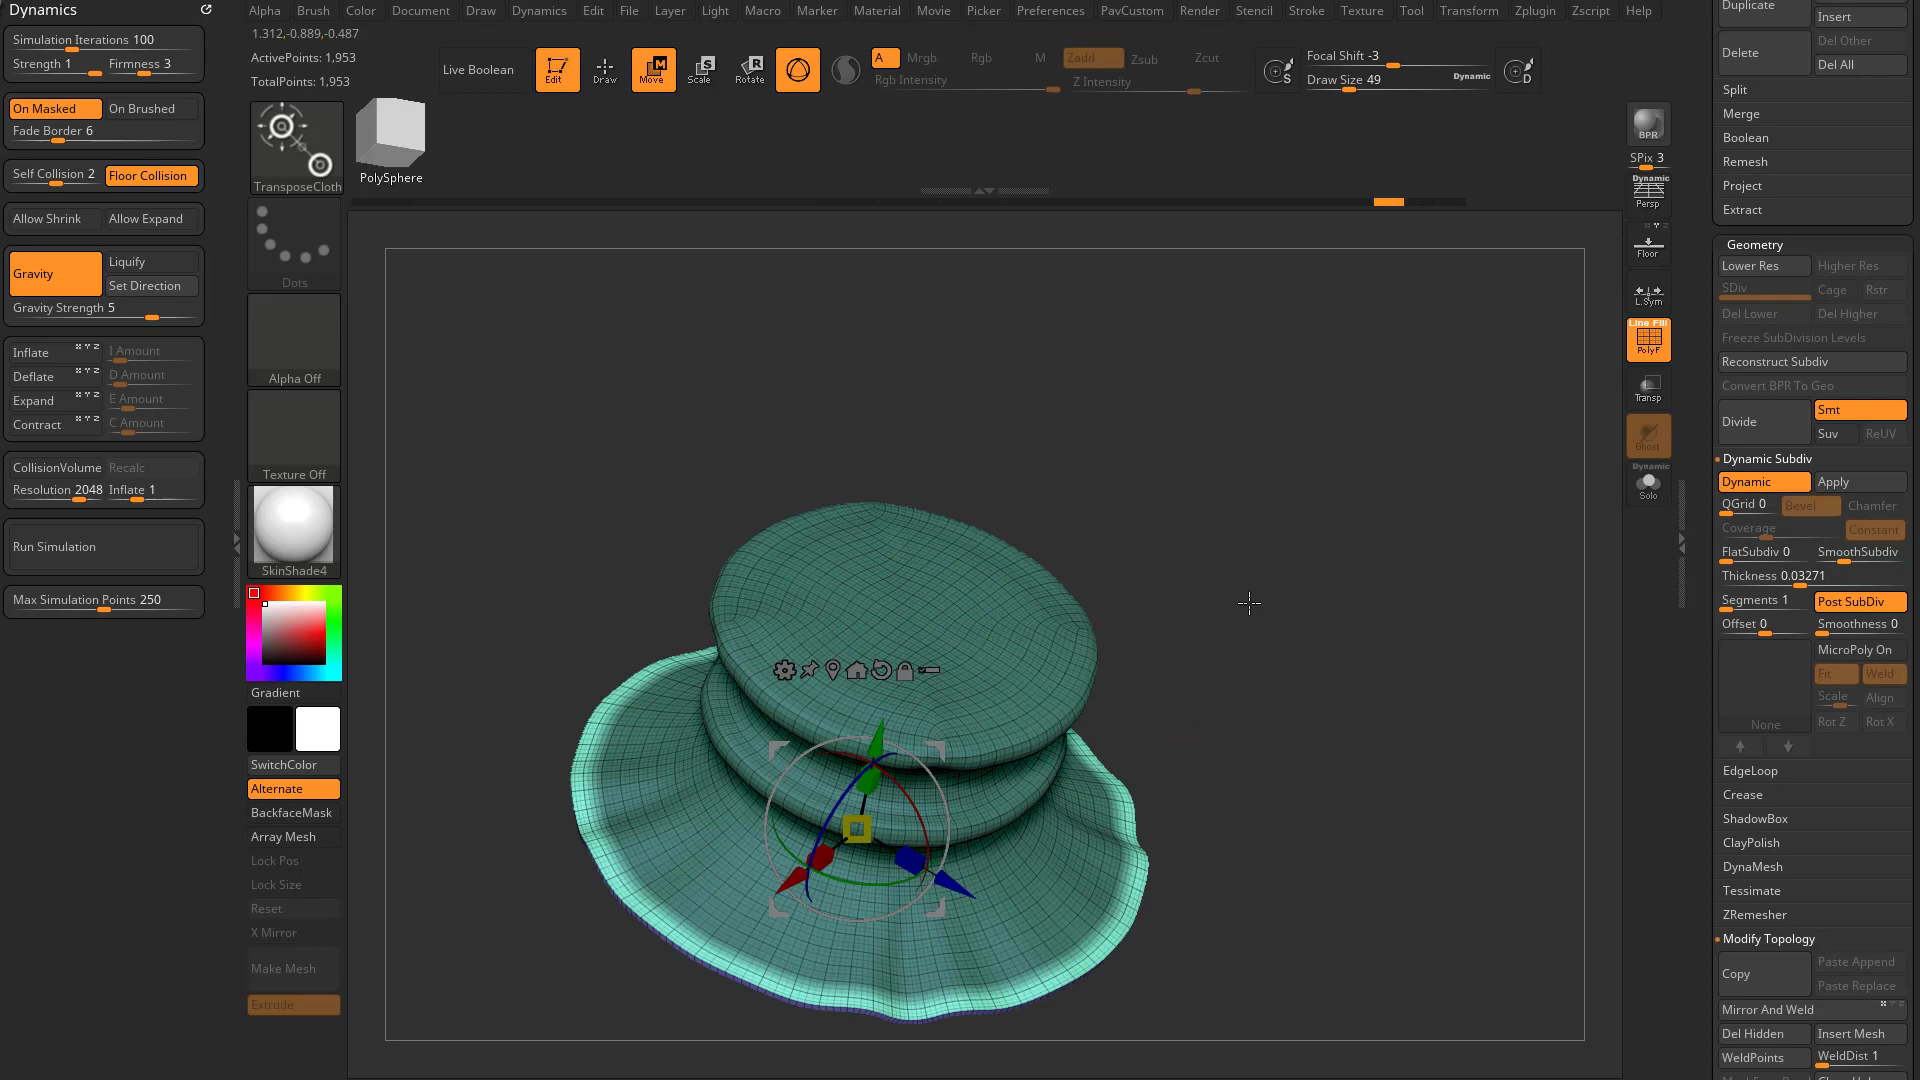 Dynamics
Simulation Iterations 100
Strength 1 Firmness 3
On Masked On Brushed
Fade Border 6
Self Collision 2 Floor Collision
Allow Shrink Allow Expand
Gravity
Liquify
Set Direction
Gravity Strength 5
Inflate X Y Z I Amount
Deflate X Y Z D Amount
Expand X Y Z E Amount
Contract X Y Z C Amount
CollisionVolume Recalc
Resolution 2048 Inflate 1
Run Simulation
Max Simulation Points 250
Alpha Brush Color Document Draw Dynamics Edit File Layer Light Macro Marker Material Movie Picker Preferences PavCustom Render Stencil Stroke Texture Tool Transform Zplugin Zscript Help
1.312,-0.889,-0.487
ActivePoints: 1,953
TotalPoints: 1,953
Live Boolean
Edit
Draw
M
Move
S
Scale
R
Rotate
A Mrgb Rgb M Zadd Zsub Zcut
Rgb Intensity Z Intensity
S
Focal Shift -3
Draw Size 49 Dynamic
D
TransposeCloth
PolySphere
Dots
Alpha Off
Texture Off
SkinShade4
Gradient
SwitchColor
Alternate
BackfaceMask
Array Mesh
Lock Pos
Lock Size
Reset
X Mirror
Make Mesh
Extrude
BPR
SPix 3
Dynamic
Persp
Floor
L.Sym
Line Fill
PolyF
Transp
Ghost
Dynamic
Solo
Duplicate
Insert
Delete
Del Other
Del All
Split
Merge
Boolean
Remesh
Project
Extract
Geometry
Lower Res Higher Res
SDiv Cage Rstr
Del Lower Del Higher
Freeze SubDivision Levels
Reconstruct Subdiv
Convert BPR To Geo
Divide
Smt
Suv ReUV
Dynamic Subdiv
Dynamic Apply
QGrid 0 Bevel Chamfer
Coverage Constant
FlatSubdiv 0 SmoothSubdiv
Thickness 0.03271
Segments 1 Post SubDiv
Offset 0 Smoothness 0
MicroPoly On
Fit Weld
Scale Align
None Rot Z Rot X
EdgeLoop
Crease
ShadowBox
ClayPolish
DynaMesh
Tessimate
ZRemesher
Modify Topology
Copy
Paste Append
Paste Replace
Mirror And Weld
Del Hidden Insert Mesh
WeldPoints WeldDist 1